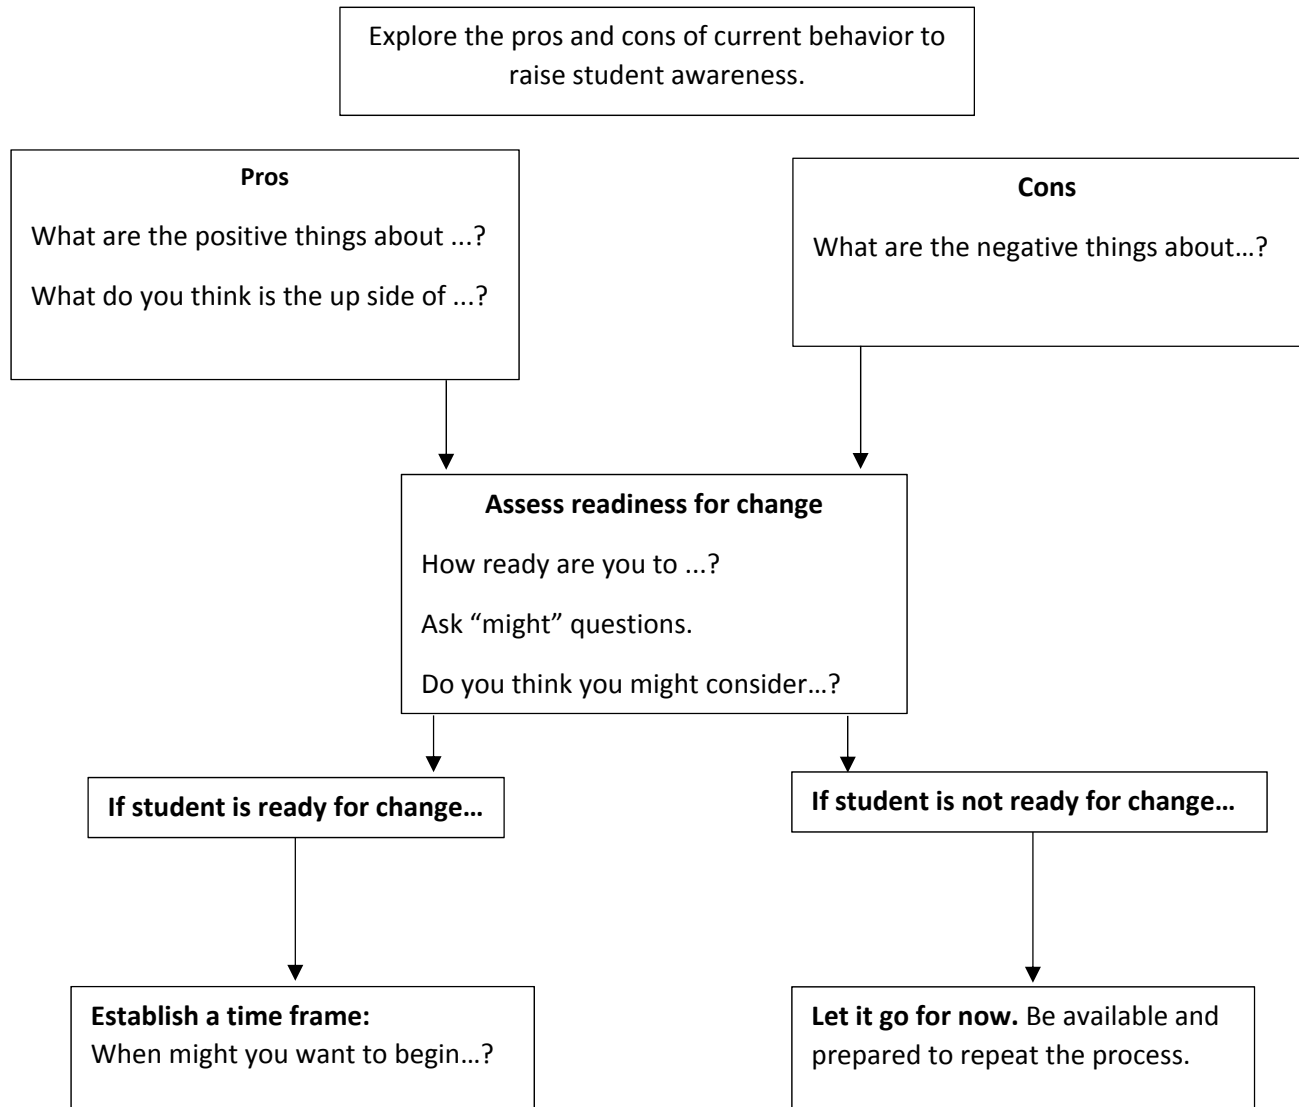 Explore the pros and cons of current behavior to
raise student awareness.
Pros
What are the positive things about ...?
What do you think is the up side of ...?
Cons
What are the negative things about…?
Assess readiness for change
How ready are you to ...?
Ask “might” questions.
Do you think you might consider…?
If student is ready for change…
If student is not ready for change…
Establish a time frame:
When might you want to begin…?
Let it go for now. Be available and
prepared to repeat the process.